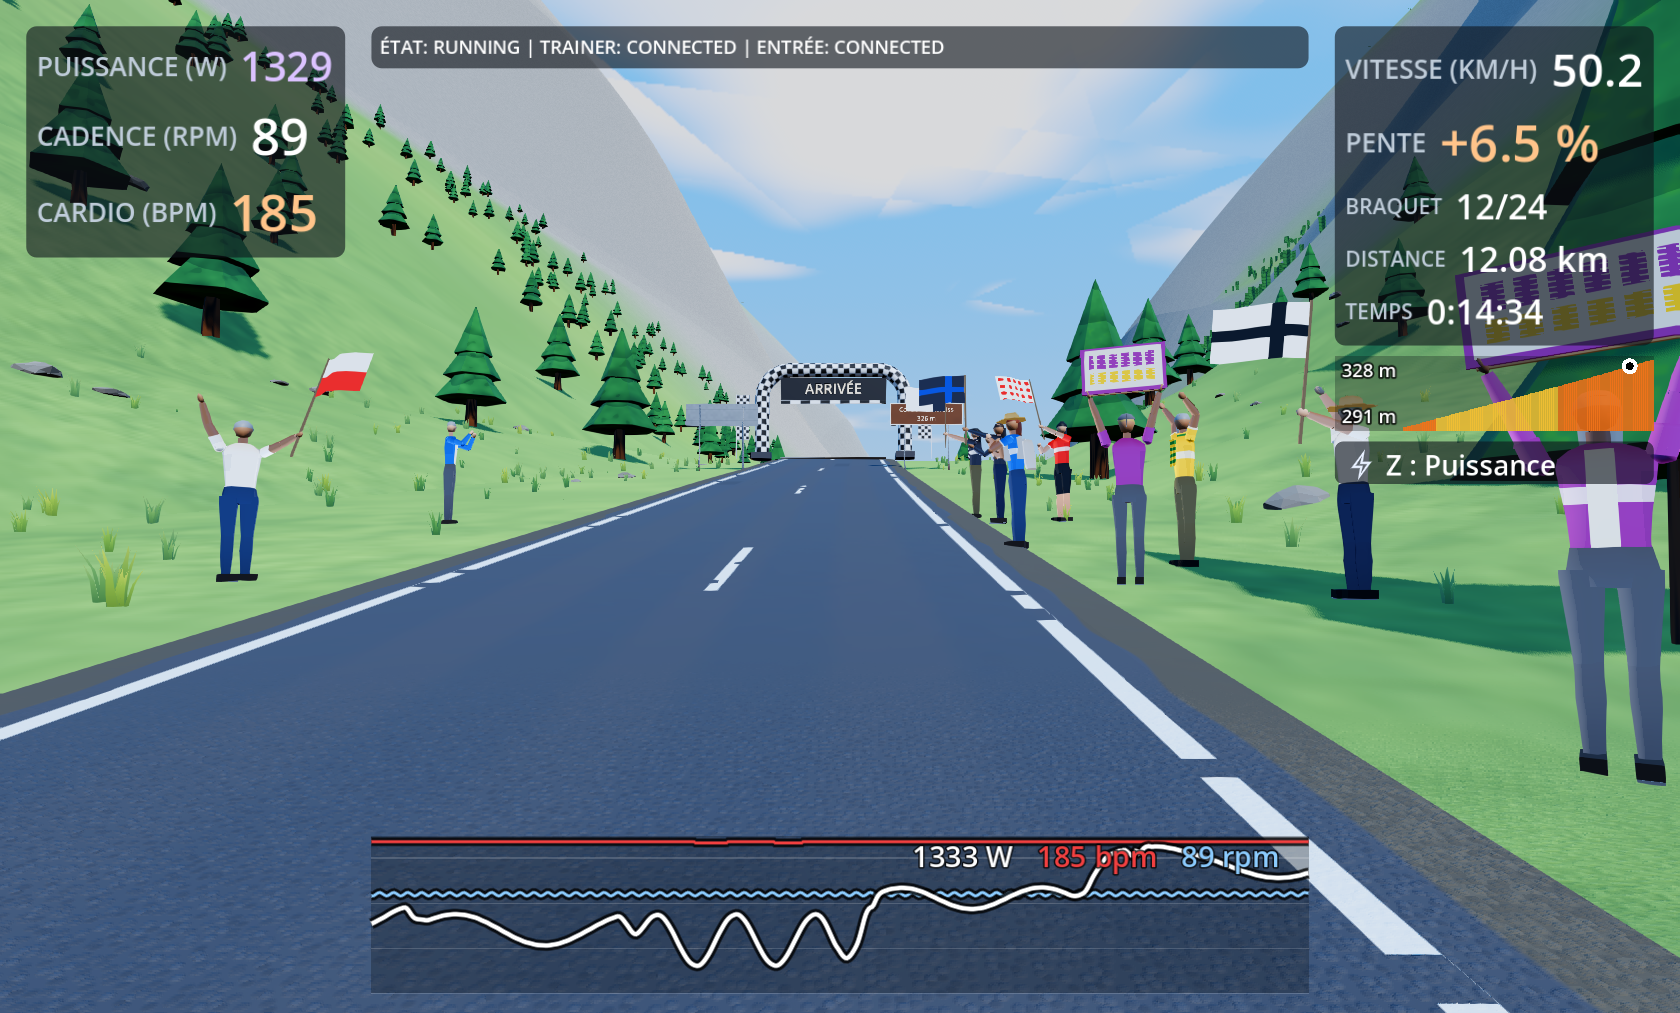 PUISSANCE (W) 1329
CADENCE (RPM) 89
CARDIO (BPM) 185
ÉTAT: RUNNING | TRAINER: CONNECTED | ENTRÉE: CONNECTED
VITESSE (KM/H) 50.2
PENTE +6.5 %
BRAQUET 12/24
DISTANCE 12.08 km
TEMPS 0:14:34
328 m
291 m
Z : Puissance
ARRIVÉE
326 m
1333 W 185 bpm 89 rpm